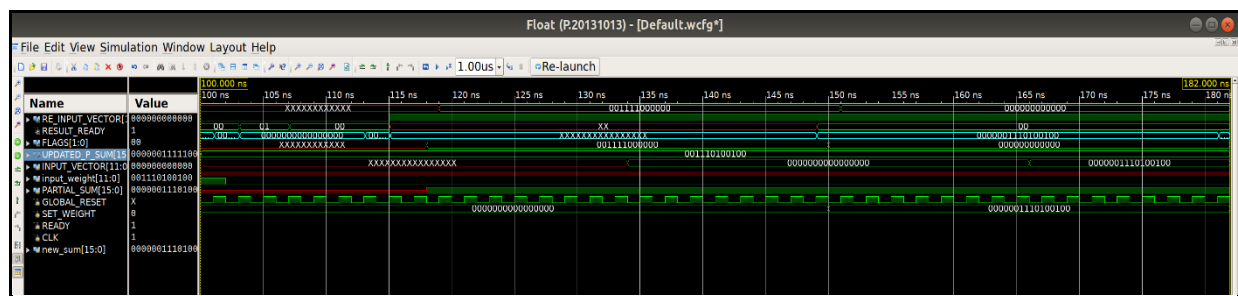 Float (P.20131013) - [Default.wcfg*]
File Edit View Simulation Window Layout Help
1.00us Re-launch
100.000 ns 182.000 ns
Name Value
100 ns 105 ns 110 ns 115 ns 120 ns 125 ns 130 ns 135 ns 140 ns 145 ns 150 ns 155 ns 160 ns 165 ns 170 ns 175 ns 180 ns
RE_INPUT_VECTOR[ 000000000000 XXXXXXXXXXXX 001111000000 000000000000
RESULT_READY 1
FLAGS[1:0] 00 00 01 00 XX 00
UPDATED_P_SUM[15 0000001111100 ...00... 0000000000000000 00... XXXXXXXXXXXXXXXX 0000001110100100 ...
INPUT_VECTOR[11:0 000000000000 XXXXXXXXXXXX 001111000000 000000000000
input_weight[11:0] 001110100100 001110100100
PARTIAL_SUM[15:0] 0000001110100 XXXXXXXXXXXXXXXX 0000000000000000 0000001110100100
GLOBAL_RESET X
SET_WEIGHT 0
READY 1
CLK 1
new_sum[15:0] 0000001110100 0000000000000000 0000001110100100